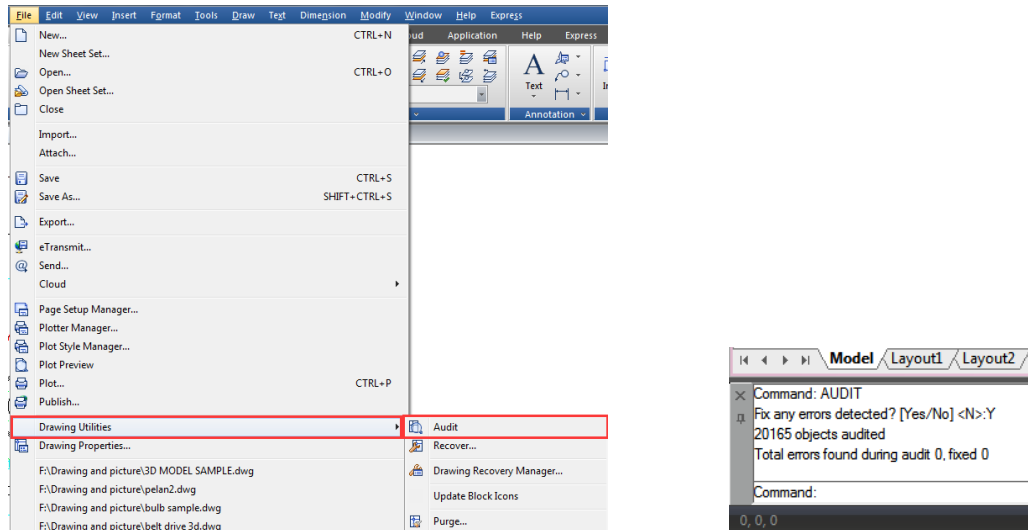 File Edit View Insert Format Tools Draw Text Dimension Modify Window Help Express
New... CTRL+N
New Sheet Set...
Open... CTRL+O
Open Sheet Set...
Close
Import...
Attach...
Save CTRL+S
Save As... SHIFT+CTRL+S
Export...
eTransmit...
Send...
Cloud
Page Setup Manager...
Plotter Manager...
Plot Style Manager...
Plot Preview
Plot... CTRL+P
Publish...
Drawing Utilities
Drawing Properties...
F:\Drawing and picture\3D MODEL SAMPLE.dwg
F:\Drawing and picture\pelan2.dwg
F:\Drawing and picture\bulb sample.dwg
F:\Drawing and picture\belt drive 3d.dwg
oud Application Help Express
A
Text
Annotation
Audit
Recover...
Drawing Recovery Manager...
Update Block Icons
Purge...
Model Layout1 Layout2
Command: AUDIT
Fix any errors detected? [Yes/No] <N>:Y
20165 objects audited
Total errors found during audit 0, fixed 0
Command:
0, 0, 0